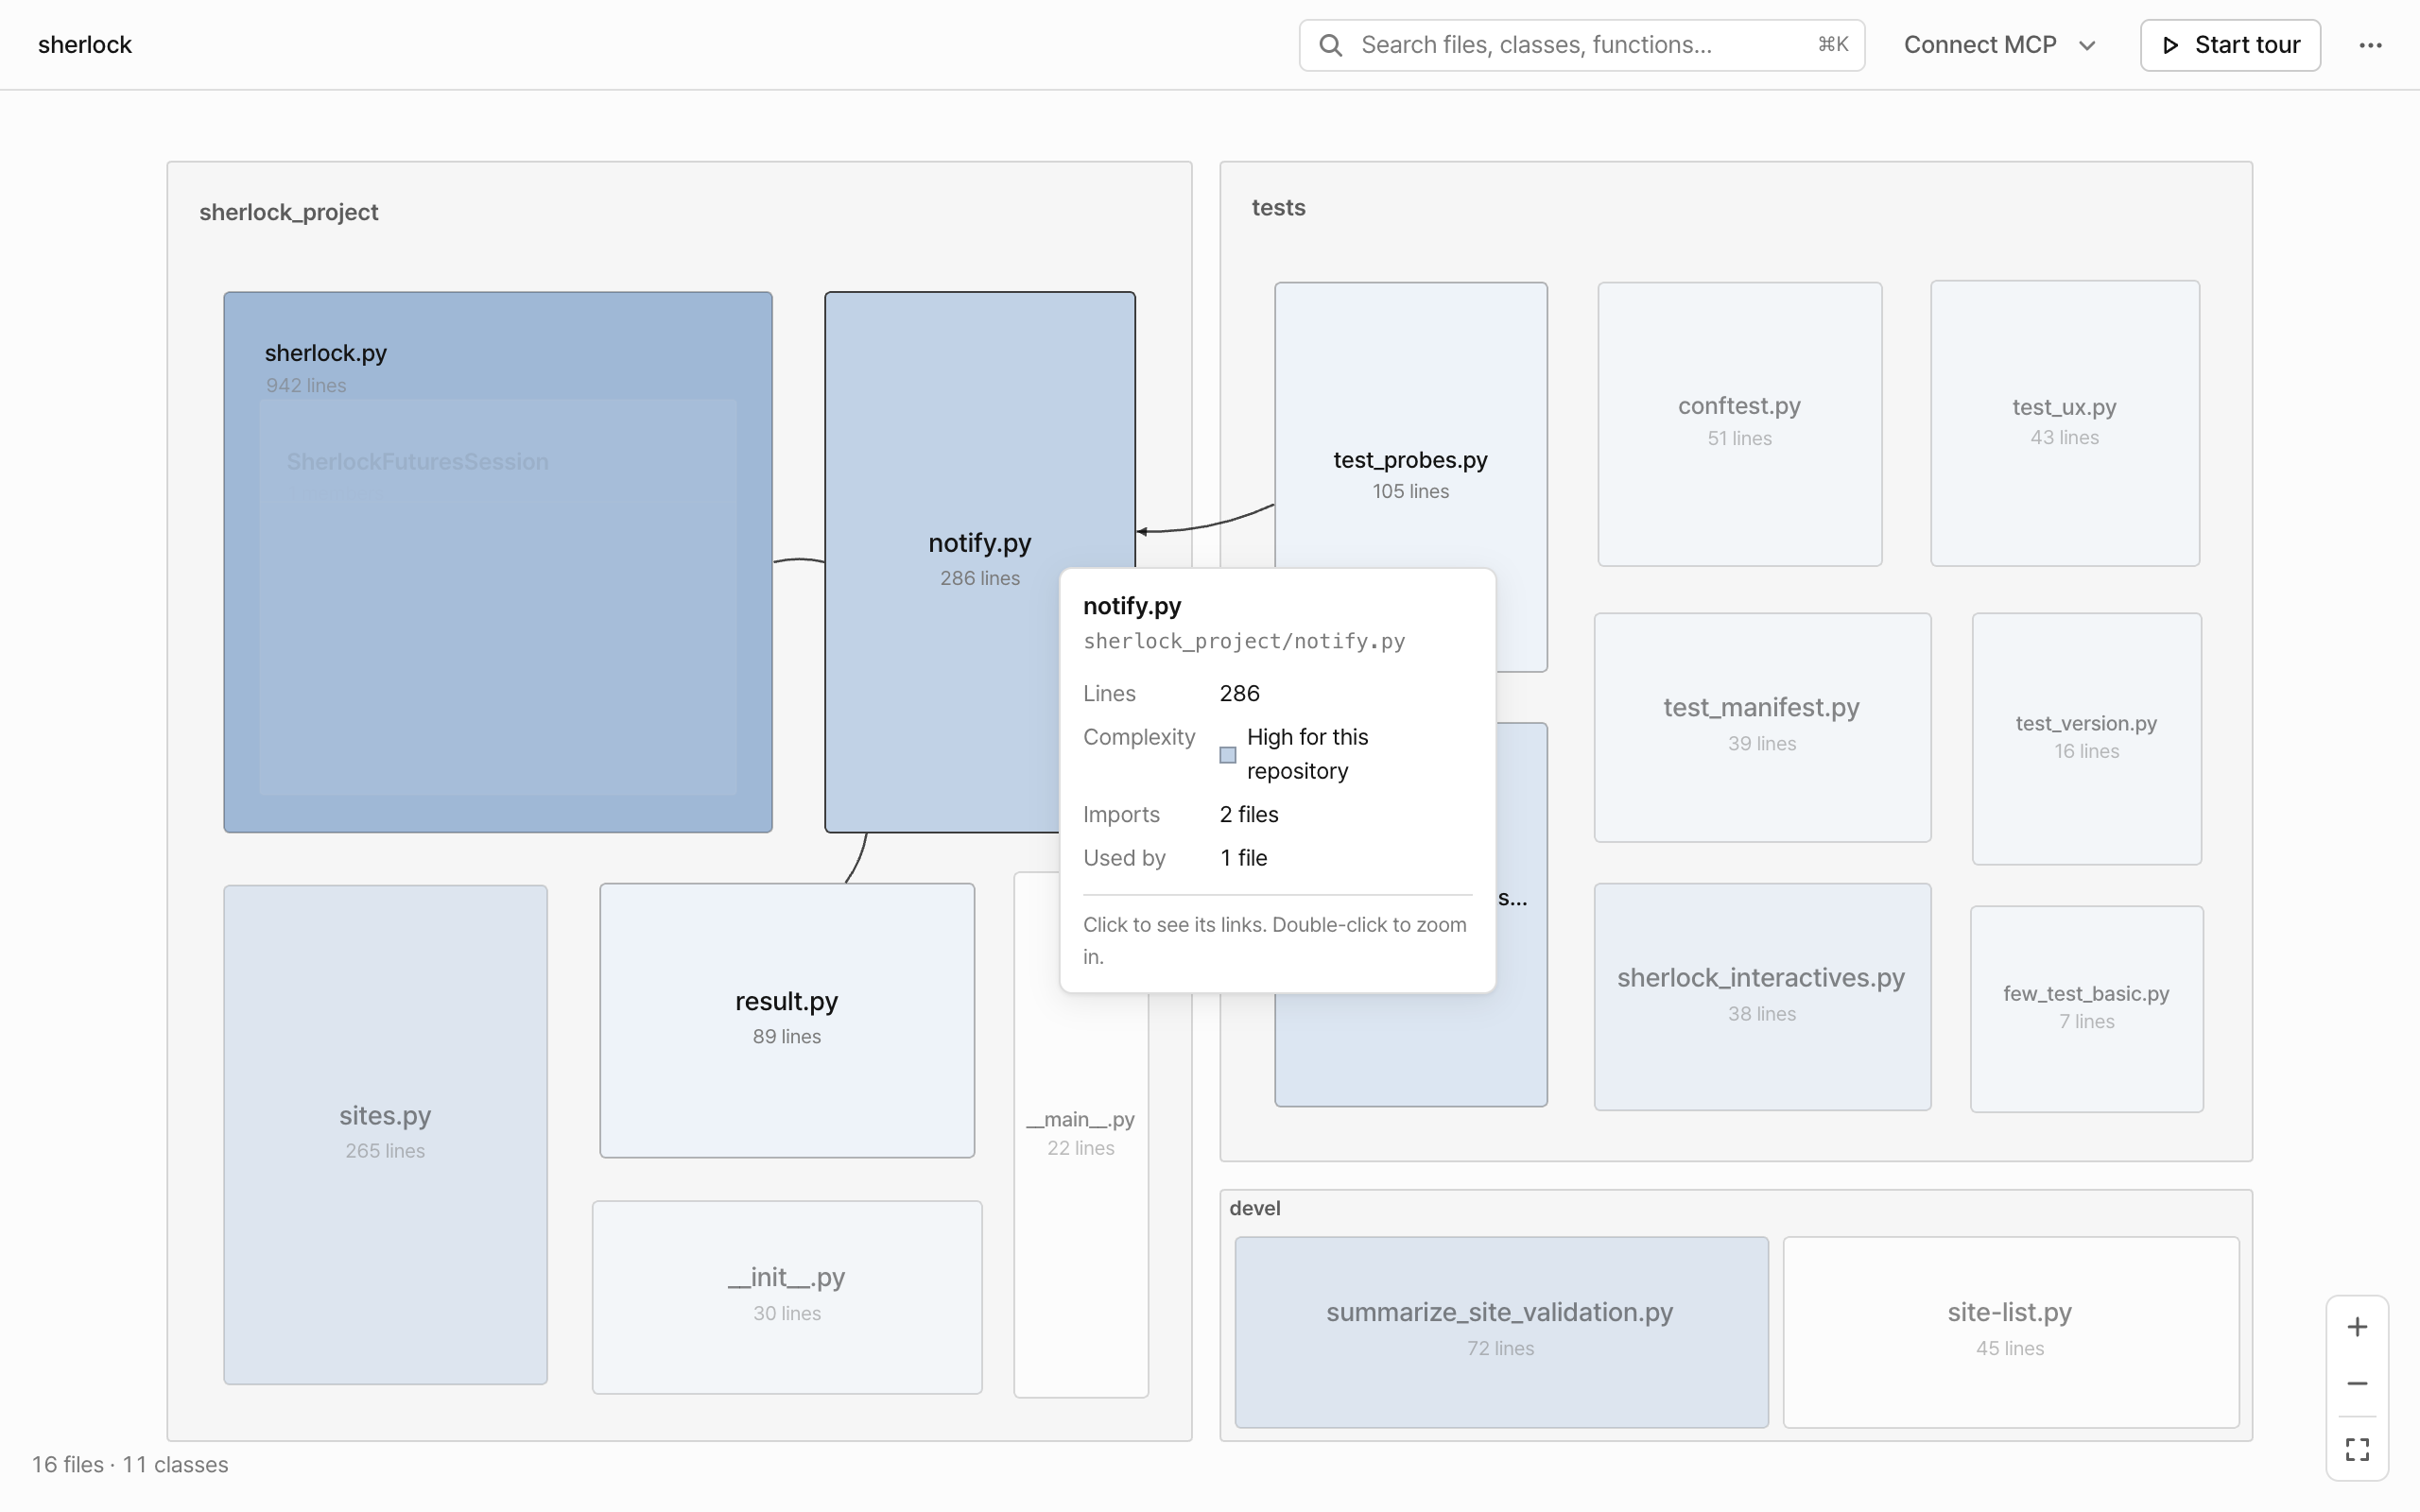 sherlock
Search files, classes, functions...
⌘K
Connect MCP
Start tour
sherlock_project
sherlock.py
942 lines
SherlockFuturesSession
notify.py
286 lines
sites.py
265 lines
result.py
89 lines
__init__.py
30 lines
__main__.py
22 lines
tests
test_probes.py
105 lines
conftest.py
51 lines
test_ux.py
43 lines
test_manifest.py
39 lines
test_version.py
16 lines
s...
sherlock_interactives.py
38 lines
few_test_basic.py
7 lines
notify.py
sherlock_project/notify.py
Lines 286
Complexity High for this
repository
Imports 2 files
Used by 1 file
Click to see its links. Double-click to zoom
in.
devel
summarize_site_validation.py
72 lines
site-list.py
45 lines
16 files · 11 classes